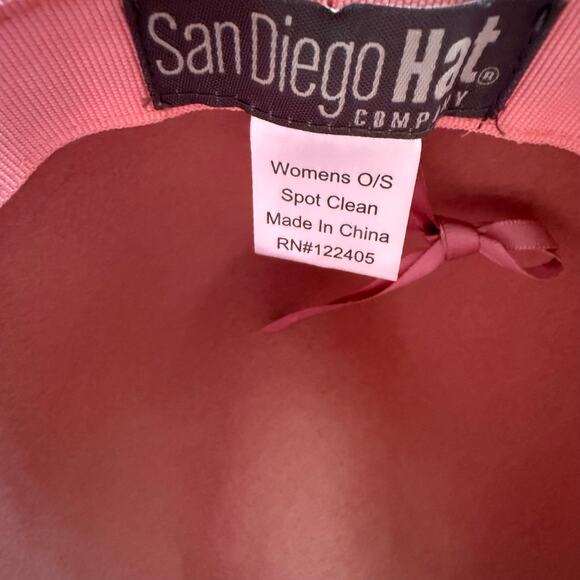 San Diego Hat®
COMPANY
Womens O/S
Spot Clean
Made In China
RN#122405